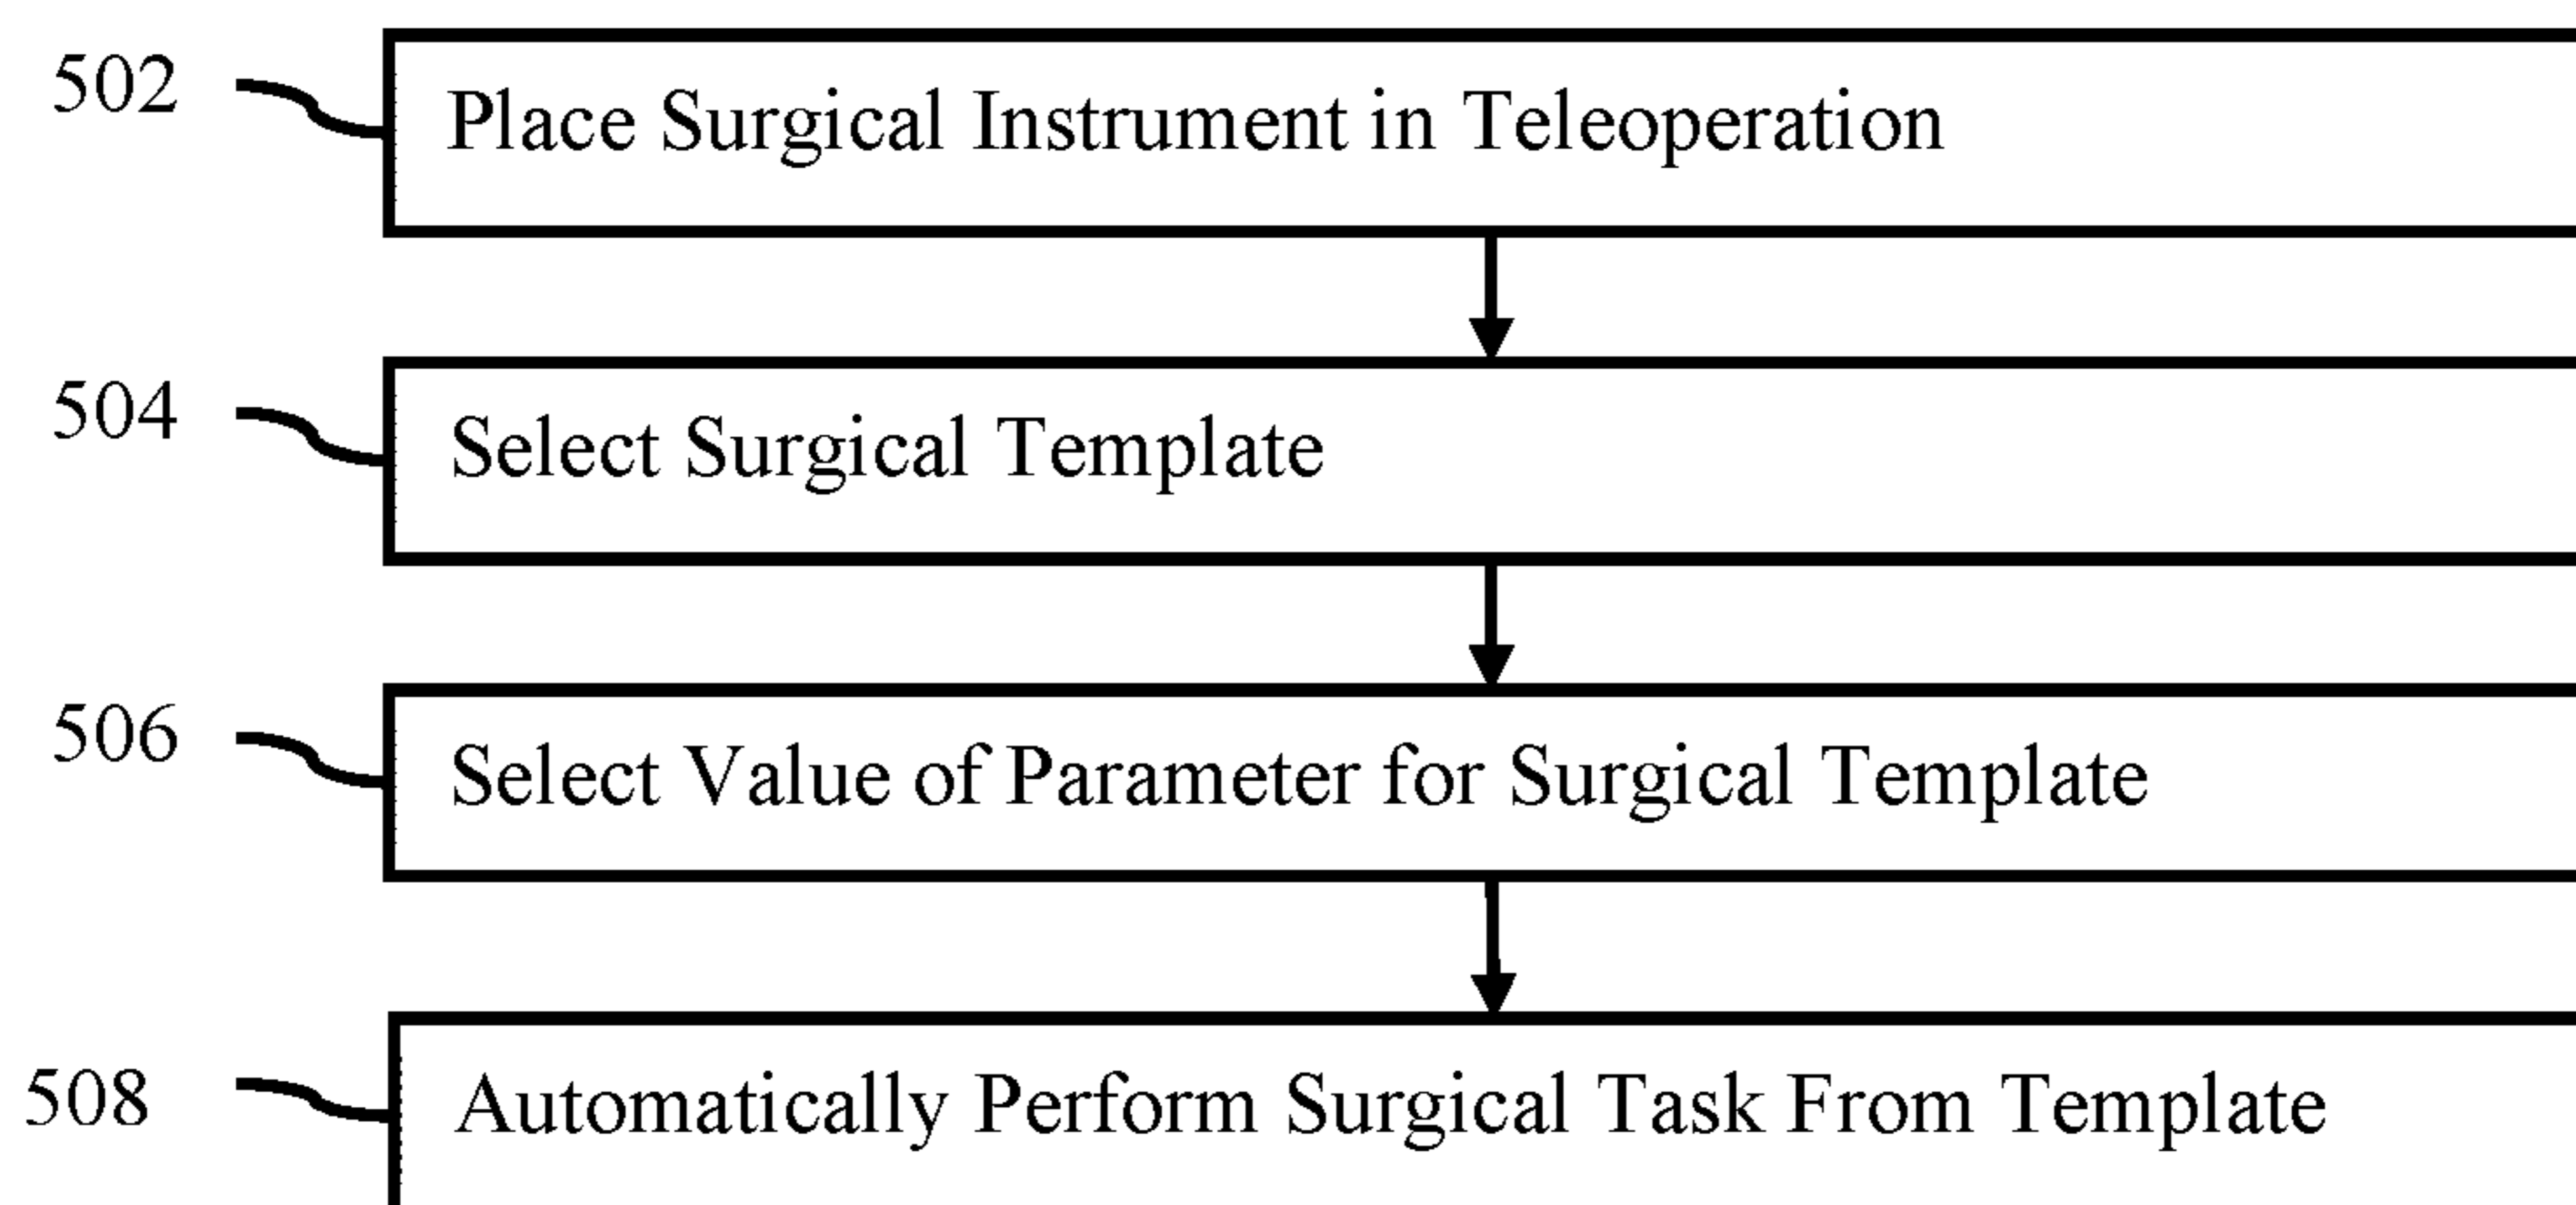 502 Place Surgical Instrument in Teleoperation
504 Select Surgical Template
506 Select Value of Parameter for Surgical Template
508 Automatically Perform Surgical Task From Template